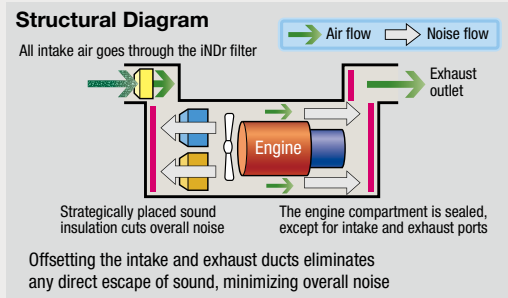 Structural Diagram
All intake air goes through the iNDr filter
Air flow
Noise flow
Exhaust
outlet
Engine
Strategically placed sound
insulation cuts overall noise
The engine compartment is sealed,
except for intake and exhaust ports
Offsetting the intake and exhaust ducts eliminates
any direct escape of sound, minimizing overall noise